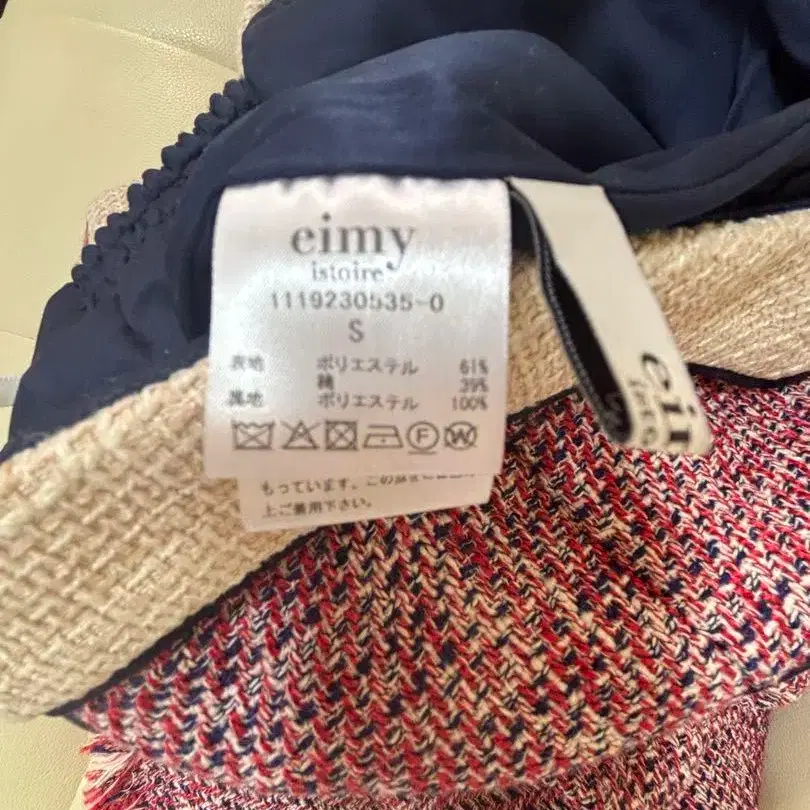 eimy
istoire
1119230535-0
S
表地 ポリエステル 61%
綿 39%
裏地 ポリエステル 100%
F W
もっています。この
上ご着用下さい。
ei